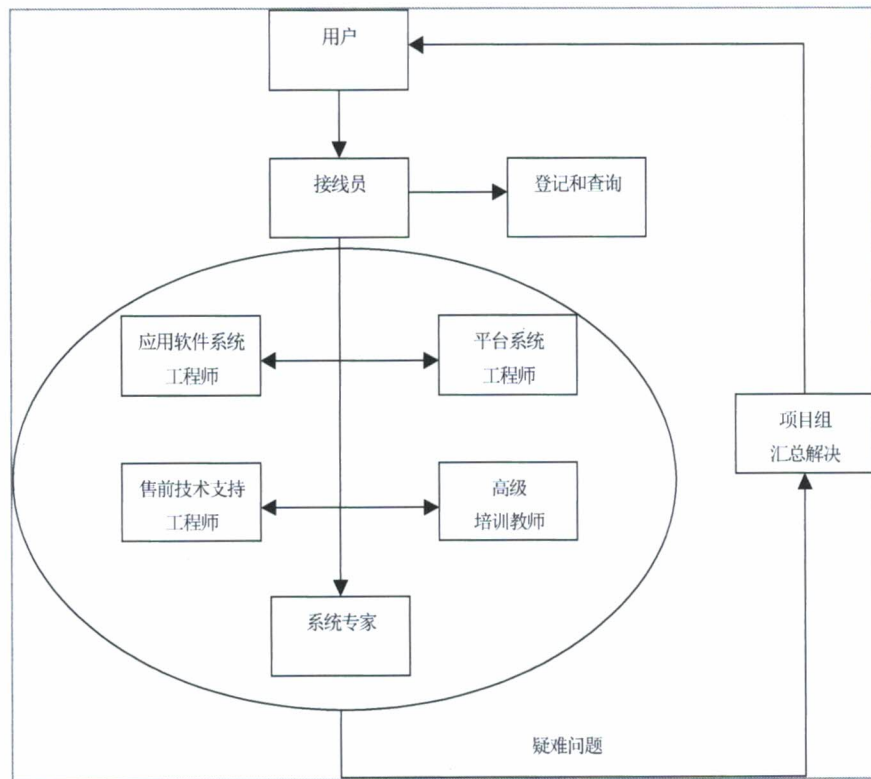 用户
接线员
登记和查询
应用软件系统
工程师
平台系统
工程师
项目组
汇总解决
售前技术支持
工程师
高级
培训教师
系统专家
疑难问题